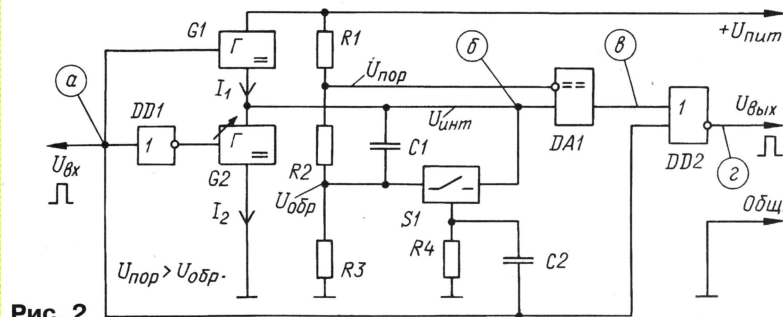 G1
Г
R1
б
+Uпит
Uпор
==
в
а
I1
DD1
Uинт
1
Uвых
1
Г
C1
DA1
DD2
Uвх
G2
R2
г
Uобр
I2
S1
Общ
R4
C2
Uпор > Uобр.
R3
Рис. 2